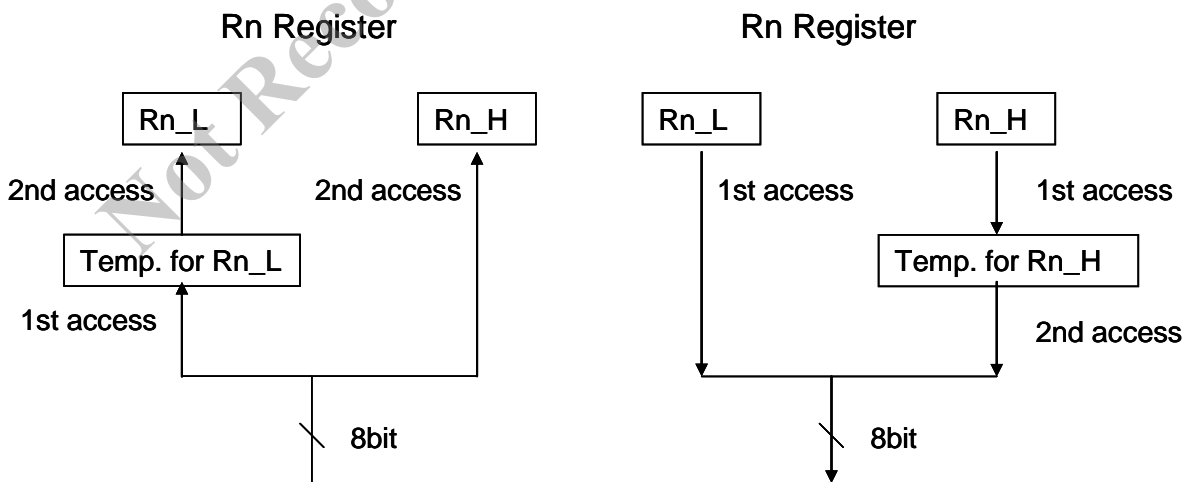 Rn Register
Rn_L
Rn_H
2nd access
2nd access
Temp. for Rn_L
1st access
8bit
Rn Register
Rn_L
Rn_H
1st access
1st access
Temp. for Rn_H
2nd access
8bit
Not